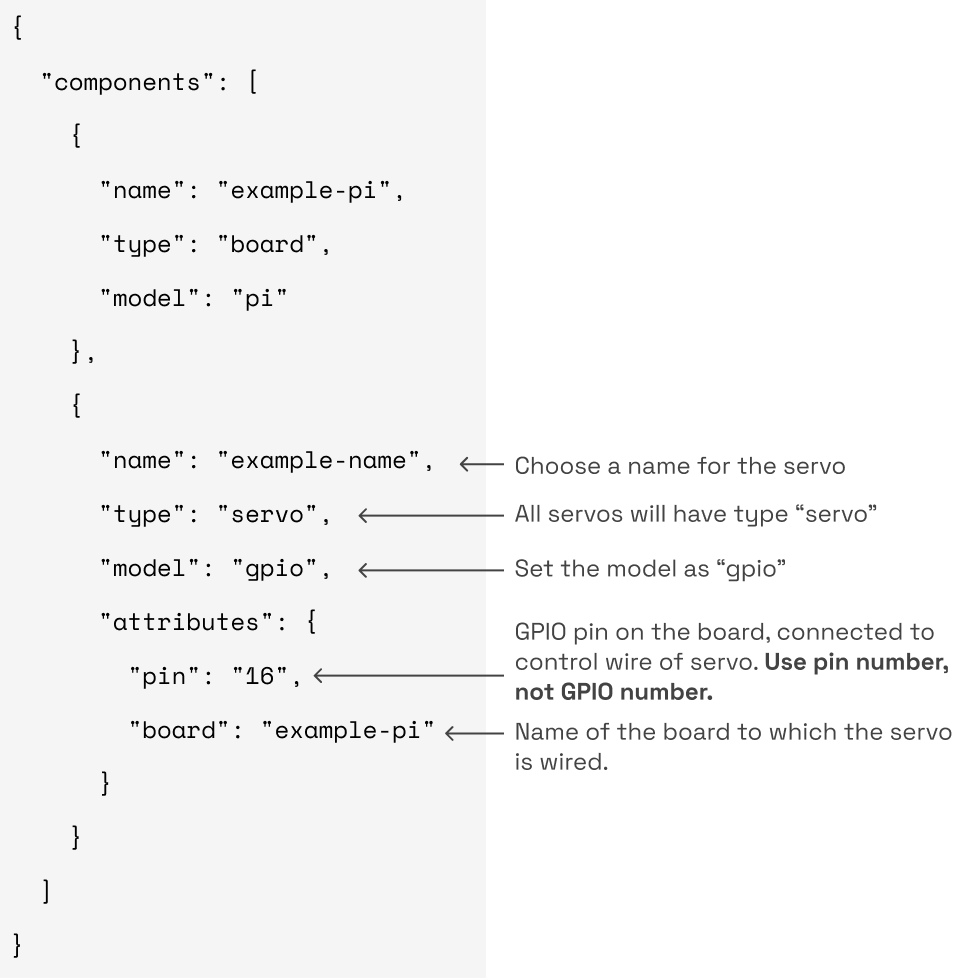 {
"components": [
{
"name": "example-pi",
"type": "board",
"model": "pi"
},
{
"name": "example-name",
Choose a name for the servo
"type": "servo",
All servos will have type “servo”
"model": "gpio",
Set the model as “gpio”
"attributes": {
"pin": "16",
GPIO pin on the board, connected to
control wire of servo. Use pin number,
not GPIO number.
"board": "example-pi"
Name of the board to which the servo
is wired.
}
}
]
}